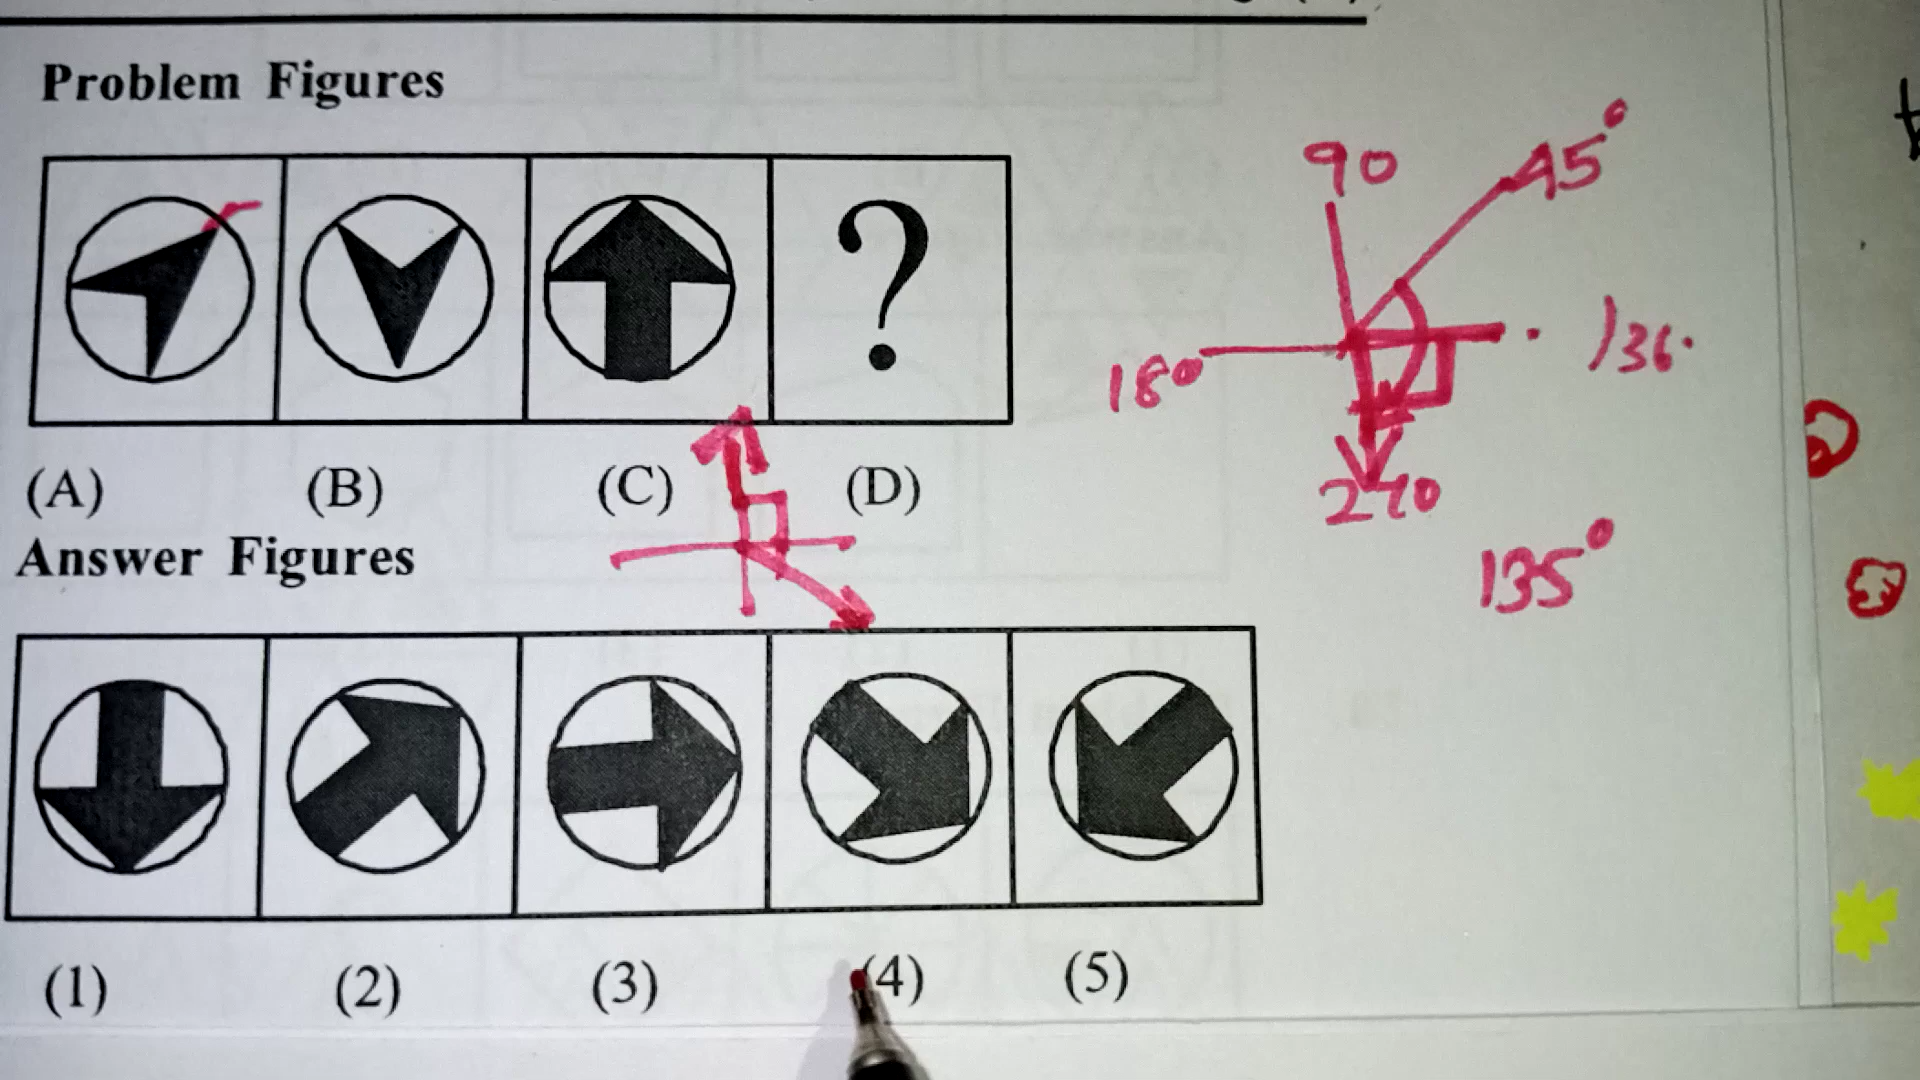 Problem Figures
?
(A) (B) (C) (D)
Answer Figures
(1) (2) (3) (4) (5)
90
45°
180
136.
270
135°